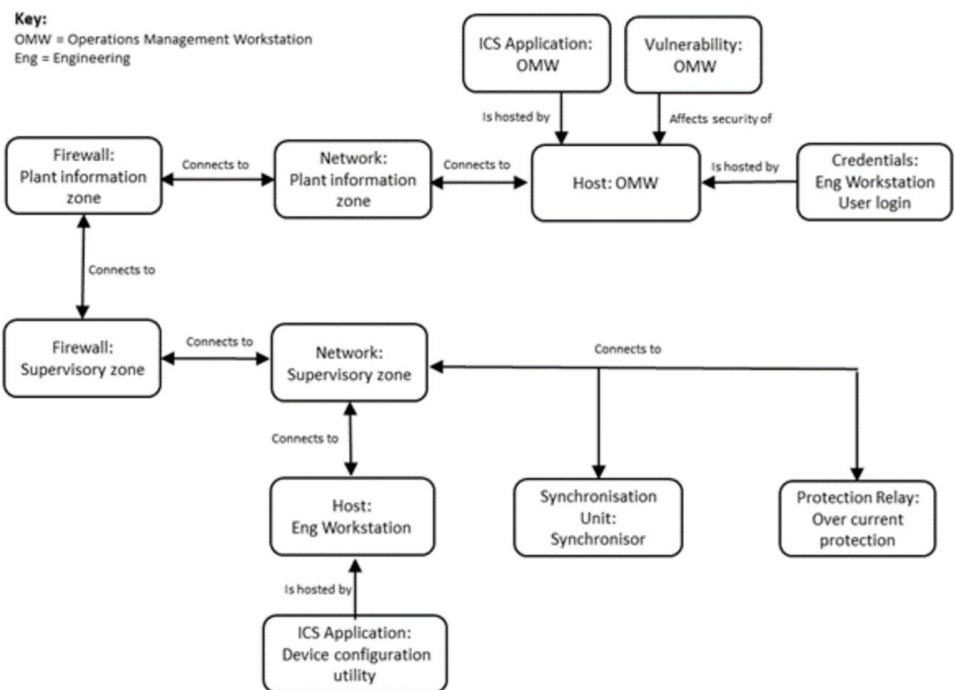 Key:
OMW = Operations Management Workstation
Eng = Engineering
ICS Application:
OMW
Vulnerability:
OMW
Is hosted by
Affects security of
Firewall:
Plant information
zone
Connects to
Network:
Plant information
zone
Connects to
Host: OMW
Is hosted by
Credentials:
Eng Workstation
User login
Connects to
Firewall:
Supervisory zone
Connects to
Network:
Supervisory zone
Connects to
Connects to
Host:
Eng Workstation
Synchronisation
Unit:
Synchronisor
Protection Relay:
Over current
protection
Is hosted by
ICS Application:
Device configuration
utility